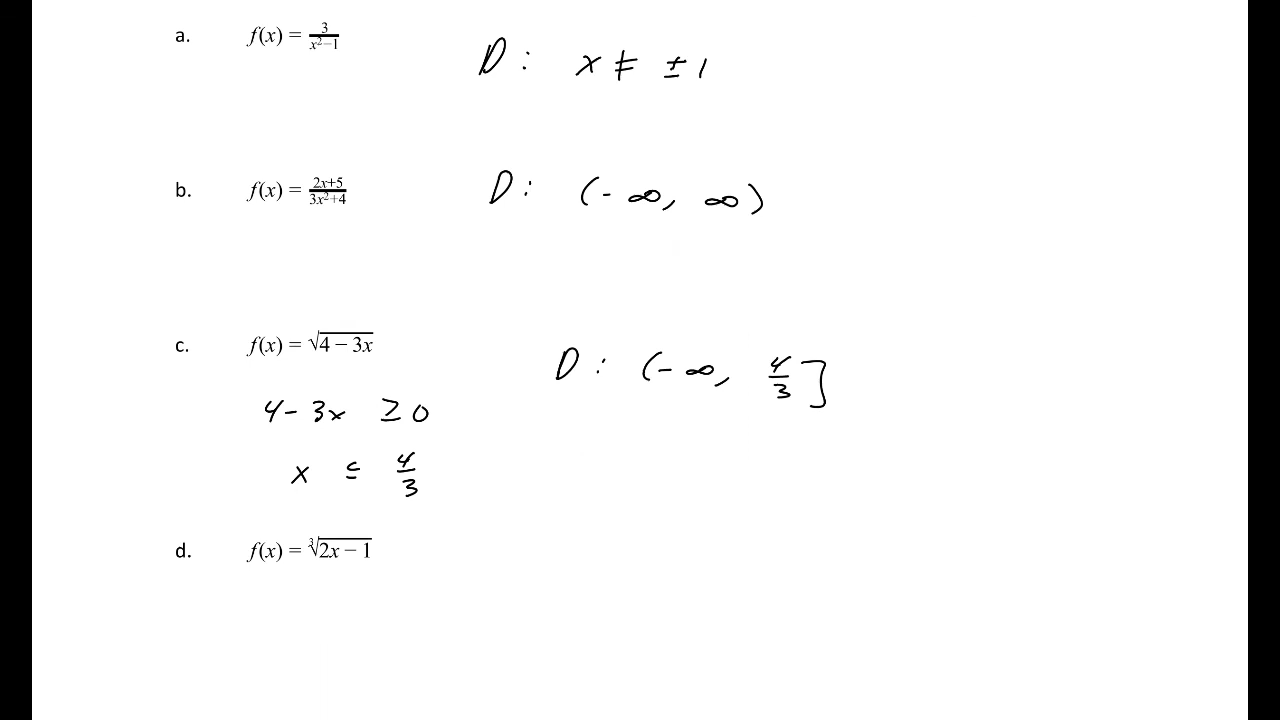 a. f(x) = 3/(x²−1) D : x ≠ ±1
b. f(x) = (2x+5)/(3x²+4) D : (-∞, ∞)
c. f(x) = √(4 − 3x) D : (-∞, 4/3]
4 - 3x ≥ 0
x ≤ 4/3
d. f(x) = ∛(2x − 1)